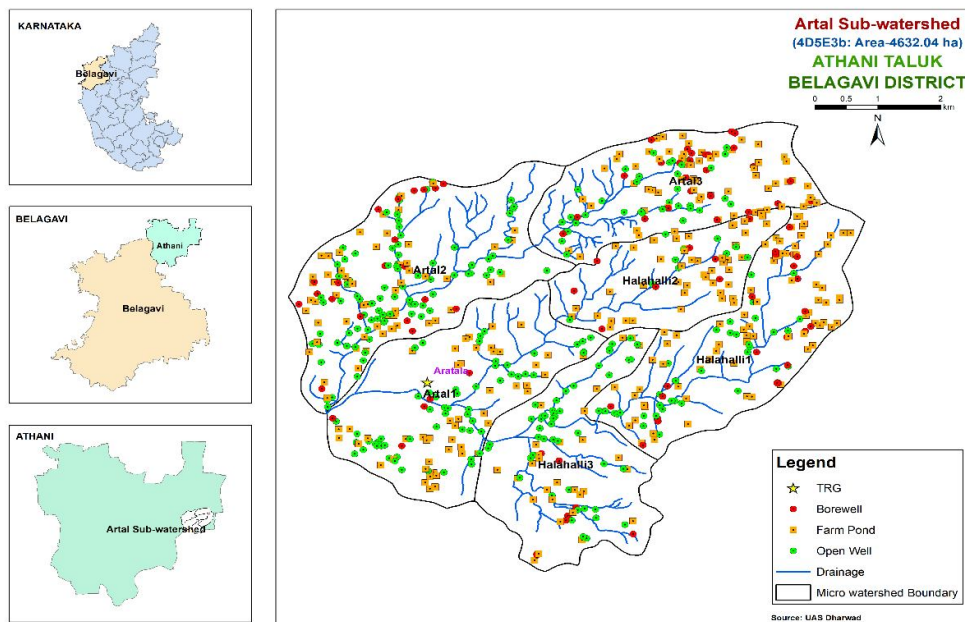 KARNATAKA
Belagavi
BELAGAVI
Athani
Belagavi
ATHANI
Artal Sub-watershed
Artal Sub-watershed
(4D5E3b: Area-4632.04 ha)
ATHANI TALUK
BELAGAVI DISTRICT
0 0.5 1 2
km
N
Artal3
Artal2
Halahalli2
Halahalli1
Aratala
Artal1
Halahalli3
Legend
TRG
Borewell
Farm Pond
Open Well
Drainage
Micro watershed Boundary
Source: UAS Dharwad